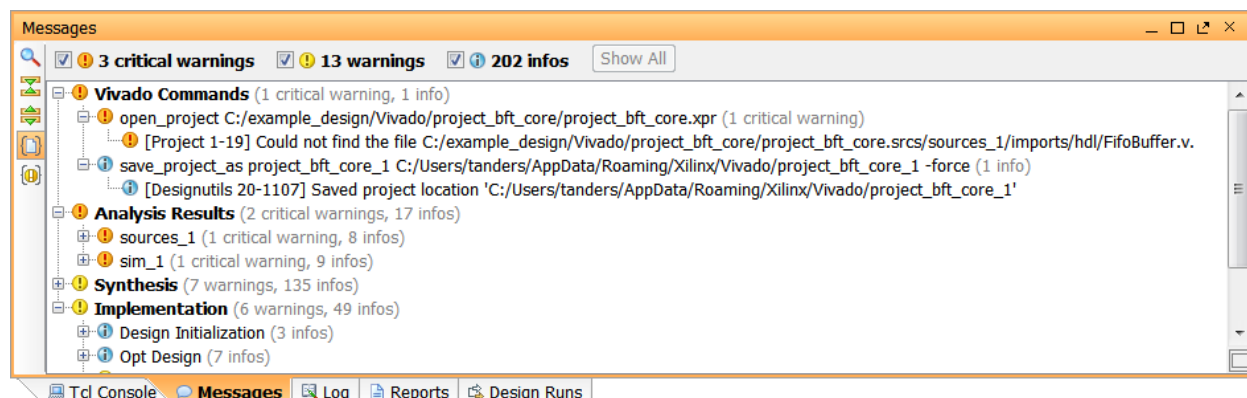 Messages
3 critical warnings 13 warnings 202 infos Show All
Vivado Commands (1 critical warning, 1 info)
open_project C:/example_design/Vivado/project_bft_core/project_bft_core.xpr (1 critical warning)
[Project 1-19] Could not find the file C:/example_design/Vivado/project_bft_core/project_bft_core.srcs/sources_1/imports/hdl/FifoBuffer.v.
save_project_as project_bft_core_1 C:/Users/tanders/AppData/Roaming/Xilinx/Vivado/project_bft_core_1 -force (1 info)
[Designutils 20-1107] Saved project location 'C:/Users/tanders/AppData/Roaming/Xilinx/Vivado/project_bft_core_1'
Analysis Results (2 critical warnings, 17 infos)
sources_1 (1 critical warning, 8 infos)
sim_1 (1 critical warning, 9 infos)
Synthesis (7 warnings, 135 infos)
Implementation (6 warnings, 49 infos)
Design Initialization (3 infos)
Opt Design (7 infos)
Tcl Console Messages Log Reports Design Runs